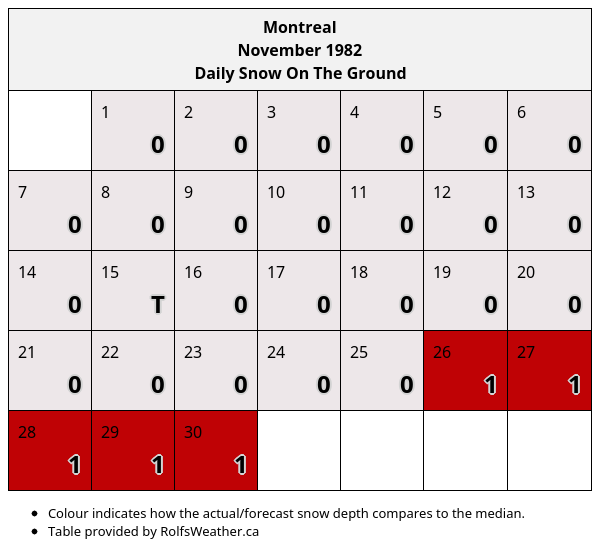 Montreal
November 1982
Daily Snow On The Ground
1 2 3 4 5 6
0 0 0 0 0 0
7 8 9 10 11 12 13
0 0 0 0 0 0 0
14 15 16 17 18 19 20
0 T 0 0 0 0 0
21 22 23 24 25 26 27
0 0 0 0 0 1 1
28 29 30
1 1 1
• Colour indicates how the actual/forecast snow depth compares to the median.
• Table provided by RolfsWeather.ca